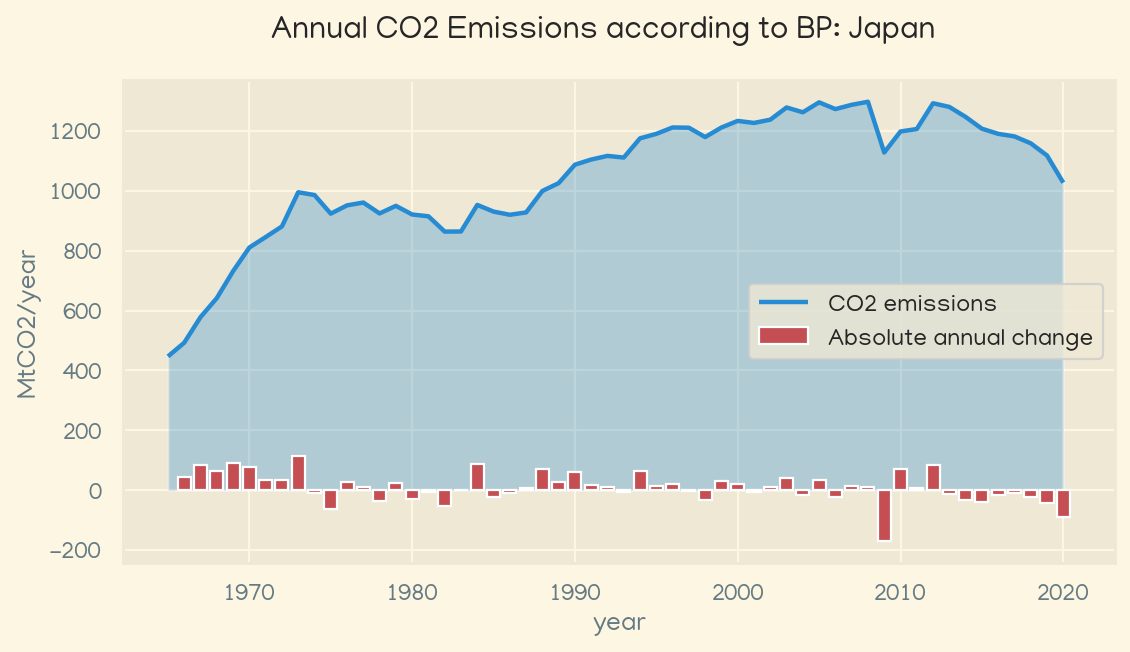 Annual CO2 Emissions according to BP: Japan
MtCO2/year
1200
1000
800
600
400
200
0
−200
CO2 emissions
Absolute annual change
1970 1980 1990 2000 2010 2020
year